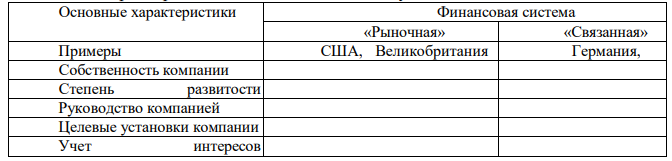 Основные характеристики Финансовая система
«Рыночная» «Связанная»
Примеры США, Великобритания Германия,
Собственность компании
Степень развитости
Руководство компанией
Целевые установки компании
Учет интересов